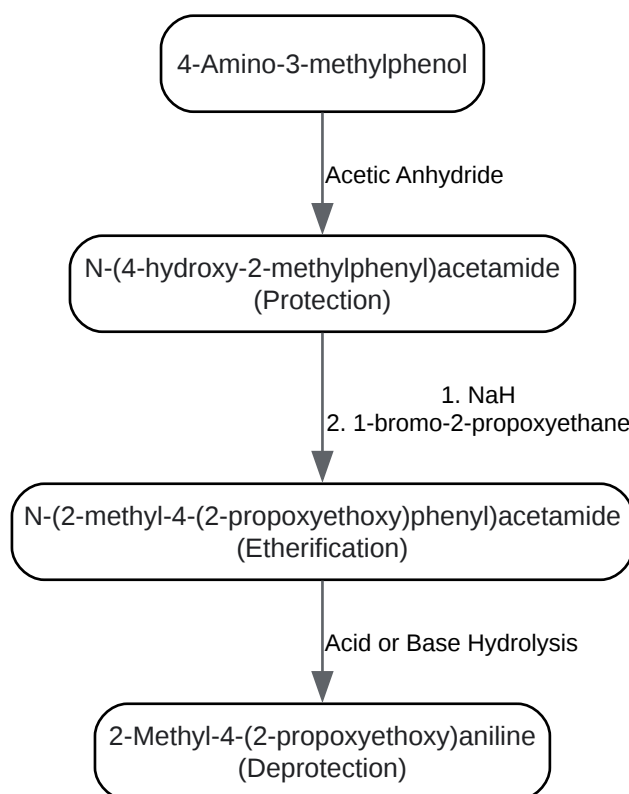 4-Amino-3-methylphenol
Acetic Anhydride
N-(4-hydroxy-2-methylphenyl)acetamide
(Protection)
1. NaH
2. 1-bromo-2-propoxyethane
N-(2-methyl-4-(2-propoxyethoxy)phenyl)acetamide
(Etherification)
Acid or Base Hydrolysis
2-Methyl-4-(2-propoxyethoxy)aniline
(Deprotection)